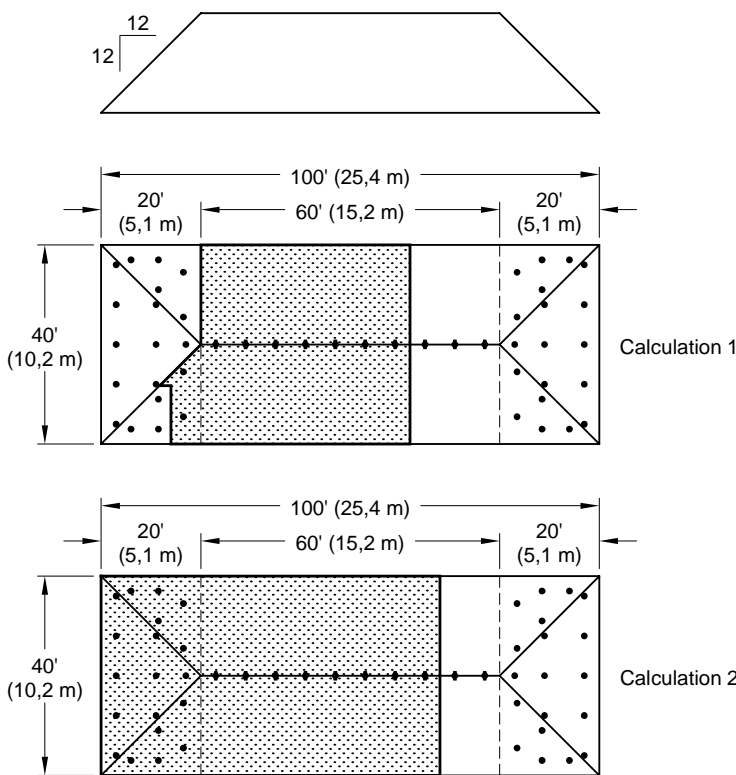 12
12
100' (25,4 m)
20'
(5,1 m)
60' (15,2 m)
20'
(5,1 m)
40'
(10,2 m)
Calculation 1
100' (25,4 m)
20'
(5,1 m)
60' (15,2 m)
20'
(5,1 m)
40'
(10,2 m)
Calculation 2